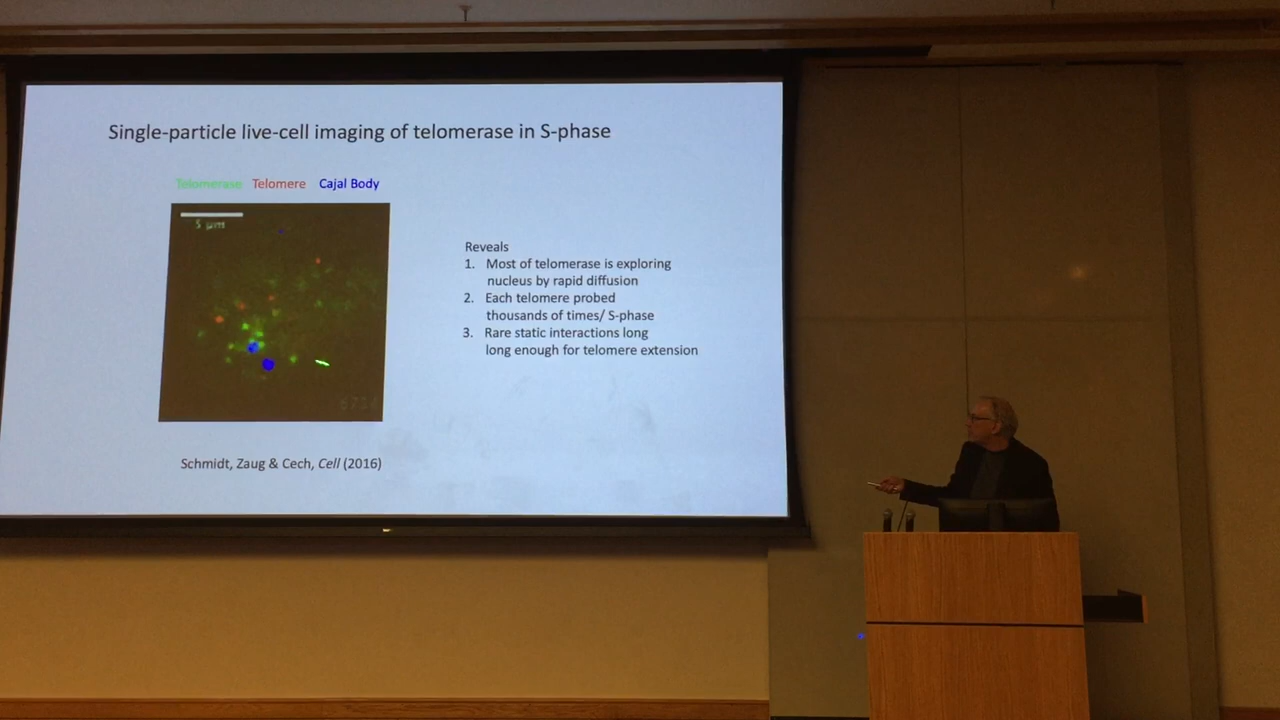 Single-particle live-cell imaging of telomerase in S-phase
Telomerase Telomere Cajal Body
5 µm
Reveals
1. Most of telomerase is exploring
nucleus by rapid diffusion
2. Each telomere probed
thousands of times/ S-phase
3. Rare static interactions long
long enough for telomere extension
Schmidt, Zaug & Cech, Cell (2016)